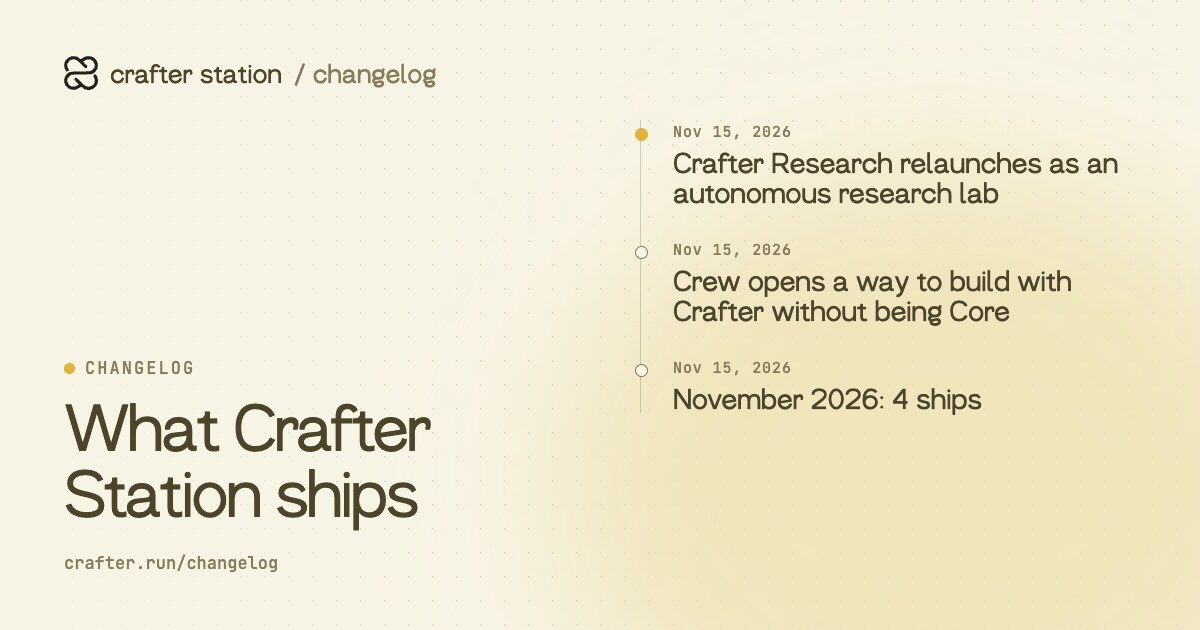 crafter station / changelog
Nov 15, 2026
Crafter Research relaunches as an
autonomous research lab
Nov 15, 2026
Crew opens a way to build with
Crafter without being Core
Nov 15, 2026
November 2026: 4 ships
CHANGELOG
What Crafter
Station ships
crafter.run/changelog